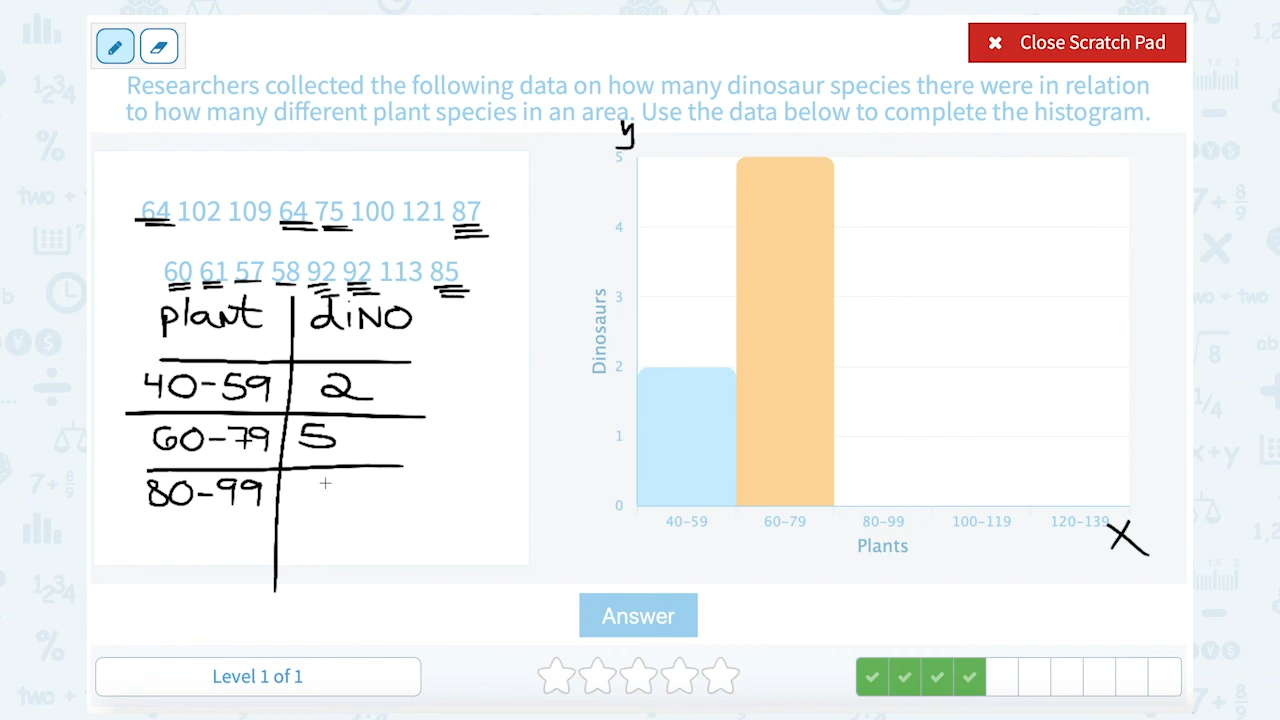 Close Scratch Pad
Researchers collected the following data on how many dinosaur species there were in relation
to how many different plant species in an area. Use the data below to complete the histogram.
64 102 109 64 75 100 121 87
60 61 57 58 92 92 113 85
plant diNO
40-59 2
60-79 5
80-99
y
5
4
3
2
1
0
Dinosaurs
40-59 60-79 80-99 100-119 120-139
x
Plants
Answer
Level 1 of 1